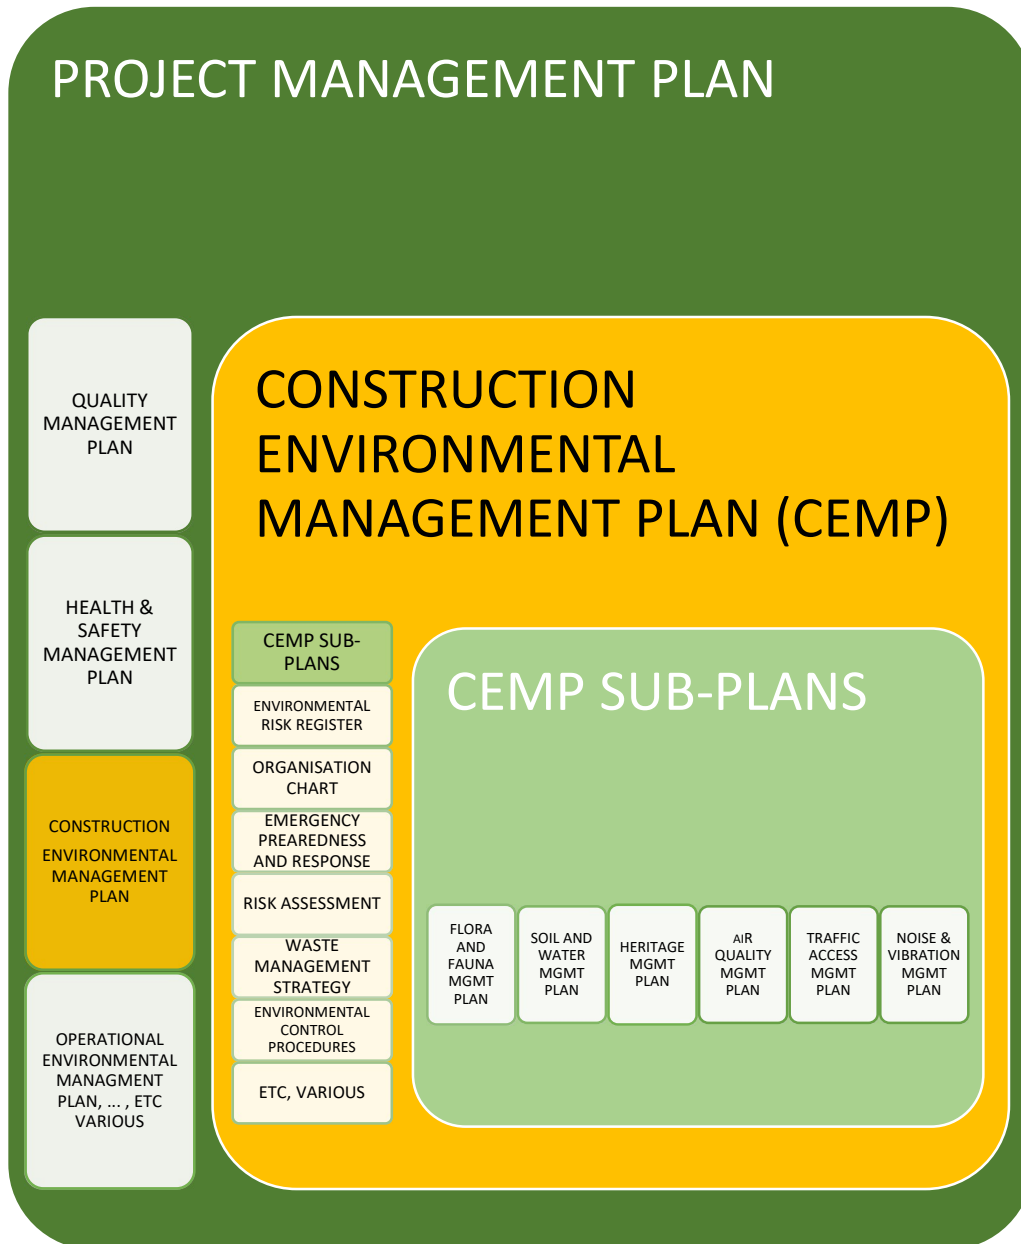 PROJECT MANAGEMENT PLAN
QUALITY
MANAGEMENT
PLAN
HEALTH &
SAFETY
MANAGEMENT
PLAN
CONSTRUCTION
ENVIRONMENTAL
MANAGEMENT
PLAN
OPERATIONAL
ENVIRONMENTAL
MANAGMENT
PLAN, ... , ETC
VARIOUS
CONSTRUCTION
ENVIRONMENTAL
MANAGEMENT PLAN (CEMP)
CEMP SUB-
PLANS
ENVIRONMENTAL
RISK REGISTER
ORGANISATION
CHART
EMERGENCY
PREAREDNESS
AND RESPONSE
RISK ASSESSMENT
WASTE
MANAGEMENT
STRATEGY
ENVIRONMENTAL
CONTROL
PROCEDURES
ETC, VARIOUS
CEMP SUB-PLANS
FLORA
AND
FAUNA
MGMT
PLAN
SOIL AND
WATER
MGMT
PLAN
HERITAGE
MGMT
PLAN
AIR
QUALITY
MGMT
PLAN
TRAFFIC
ACCESS
MGMT
PLAN
NOISE &
VIBRATION
MGMT
PLAN